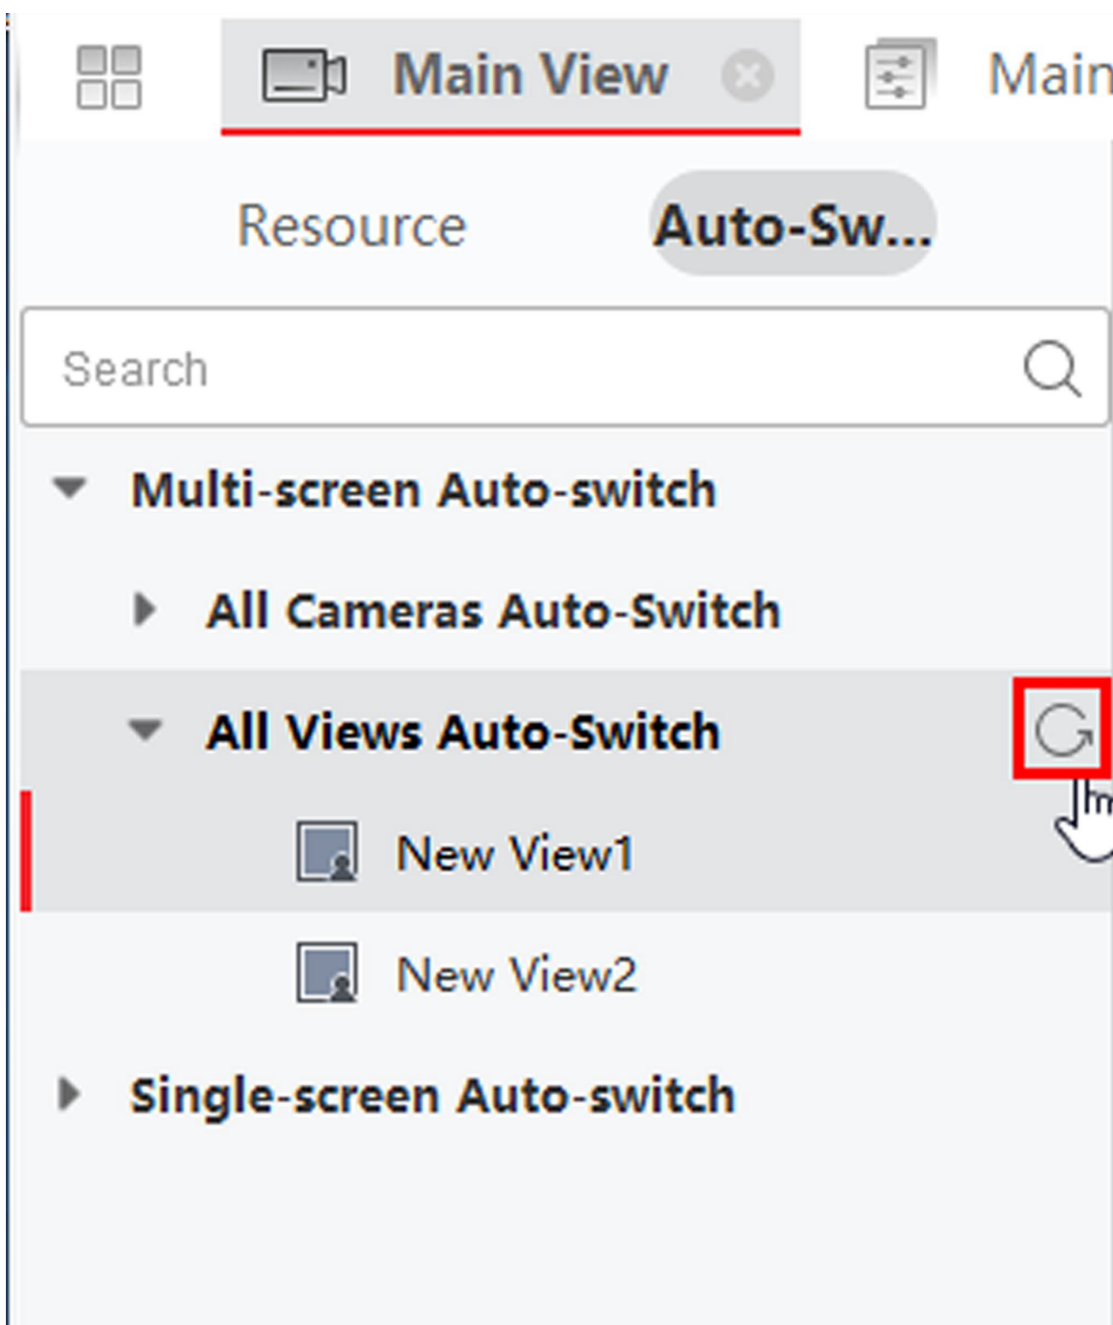 Main View Main
Resource Auto-Sw...
Search
Multi-screen Auto-switch
All Cameras Auto-Switch
All Views Auto-Switch
New View1
New View2
Single-screen Auto-switch